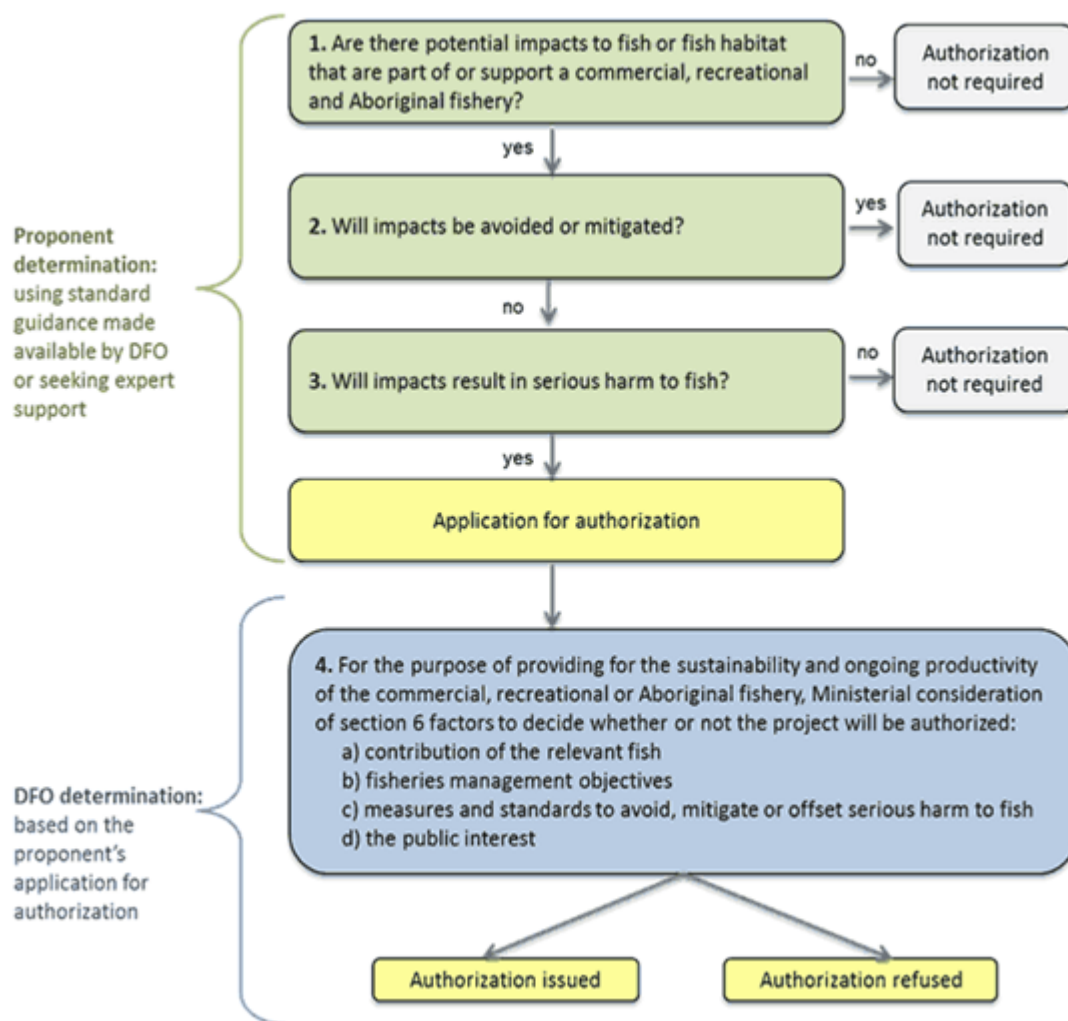 1. Are there potential impacts to fish or fish habitat
that are part of or support a commercial, recreational
and Aboriginal fishery?
no
Authorization
not required
yes
2. Will impacts be avoided or mitigated?
yes
Authorization
not required
no
3. Will impacts result in serious harm to fish?
no
Authorization
not required
yes
Application for authorization
Proponent
determination:
using standard
guidance made
available by DFO
or seeking expert
support
4. For the purpose of providing for the sustainability and ongoing productivity
of the commercial, recreational or Aboriginal fishery, Ministerial consideration
of section 6 factors to decide whether or not the project will be authorized:
a) contribution of the relevant fish
b) fisheries management objectives
c) measures and standards to avoid, mitigate or offset serious harm to fish
d) the public interest
DFO determination:
based on the
proponent's
application for
authorization
Authorization issued
Authorization refused